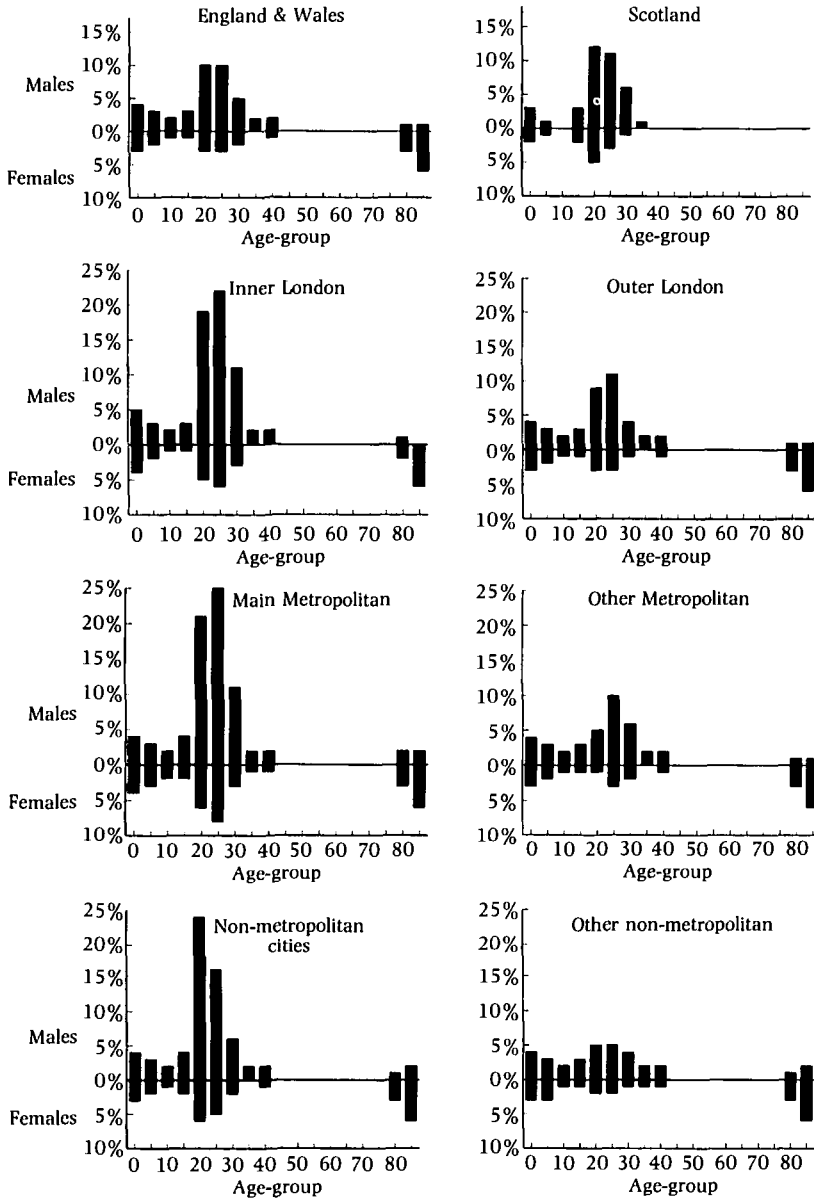 England & Wales
15%
10%
Males
5%
0%
5%
Females
10%
0 10 20 30 40 50 60 70 80
Age-group
Scotland
15%
10%
5%
0%
5%
10%
0 10 20 30 40 50 60 70 80
Age-group
Inner London
25%
20%
15%
10%
Males
5%
0%
5%
Females
10%
0 10 20 30 40 50 60 70 80
Age-group
Outer London
25%
20%
15%
10%
5%
0%
5%
10%
0 10 20 30 40 50 60 70 80
Age-group
Main Metropolitan
25%
20%
15%
10%
Males
5%
0%
5%
Females
10%
0 10 20 30 40 50 60 70 80
Age-group
Other Metropolitan
25%
20%
15%
10%
5%
0%
5%
10%
0 10 20 30 40 50 60 70 80
Age-group
Non-metropolitan
cities
25%
20%
15%
10%
Males
5%
0%
5%
Females
10%
0 10 20 30 40 50 60 70 80
Age-group
Other non-metropolitan
25%
20%
15%
10%
5%
0%
5%
10%
0 10 20 30 40 50 60 70 80
Age-group